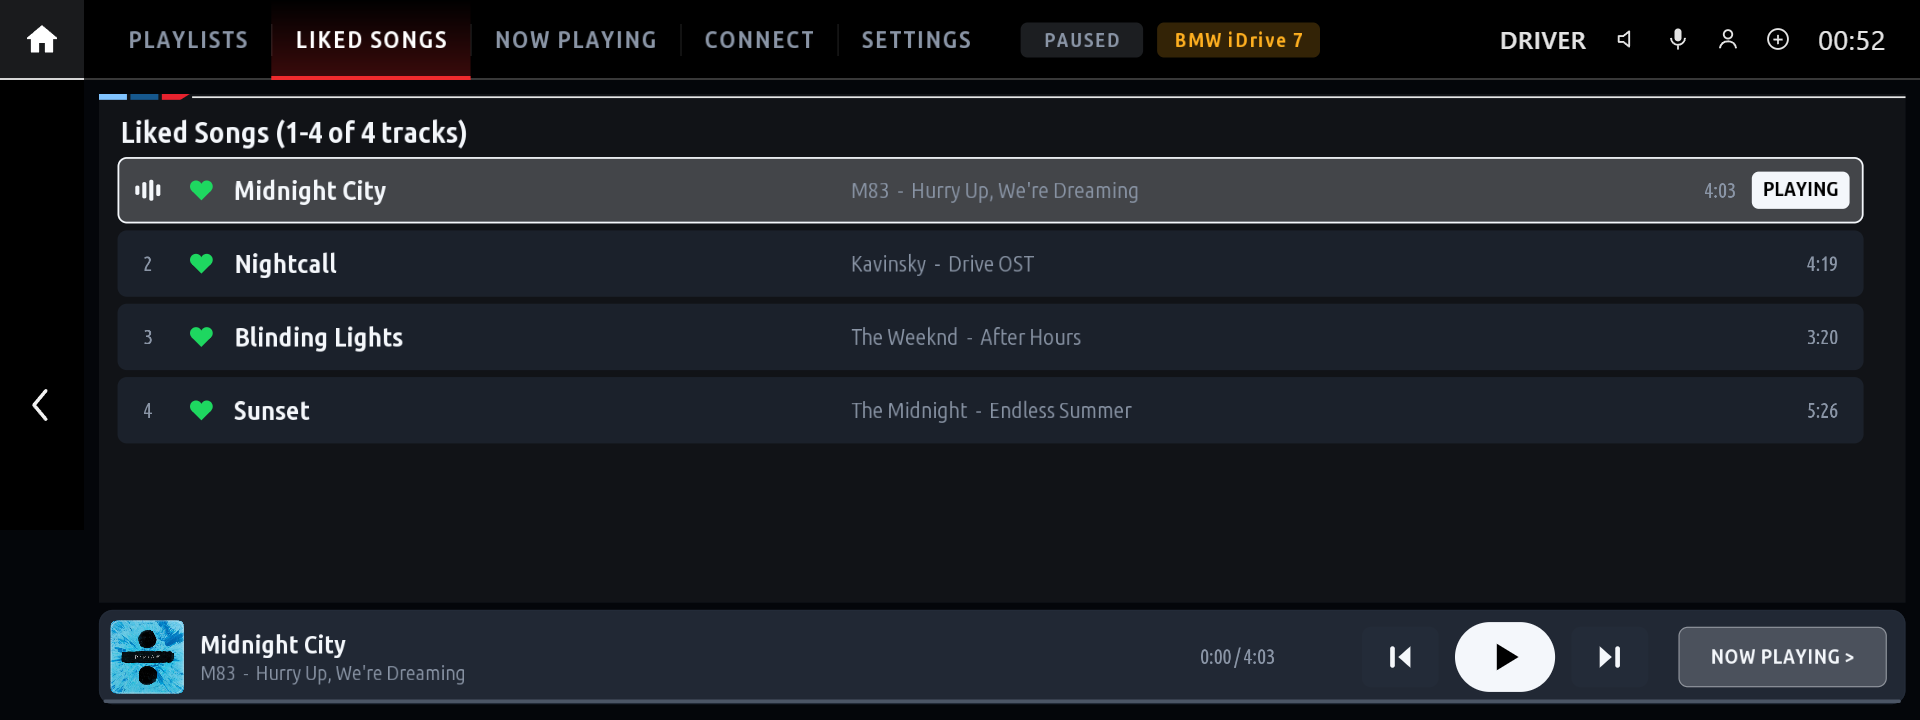 PLAYLISTS LIKED SONGS NOW PLAYING CONNECT SETTINGS PAUSED BMW iDrive 7 DRIVER 00:52
Liked Songs (1-4 of 4 tracks)
Midnight City M83 - Hurry Up, We're Dreaming 4:03 PLAYING
2 Nightcall Kavinsky - Drive OST 4:19
3 Blinding Lights The Weeknd - After Hours 3:20
4 Sunset The Midnight - Endless Summer 5:26
Midnight City
M83 - Hurry Up, We're Dreaming
0:00 / 4:03
NOW PLAYING >